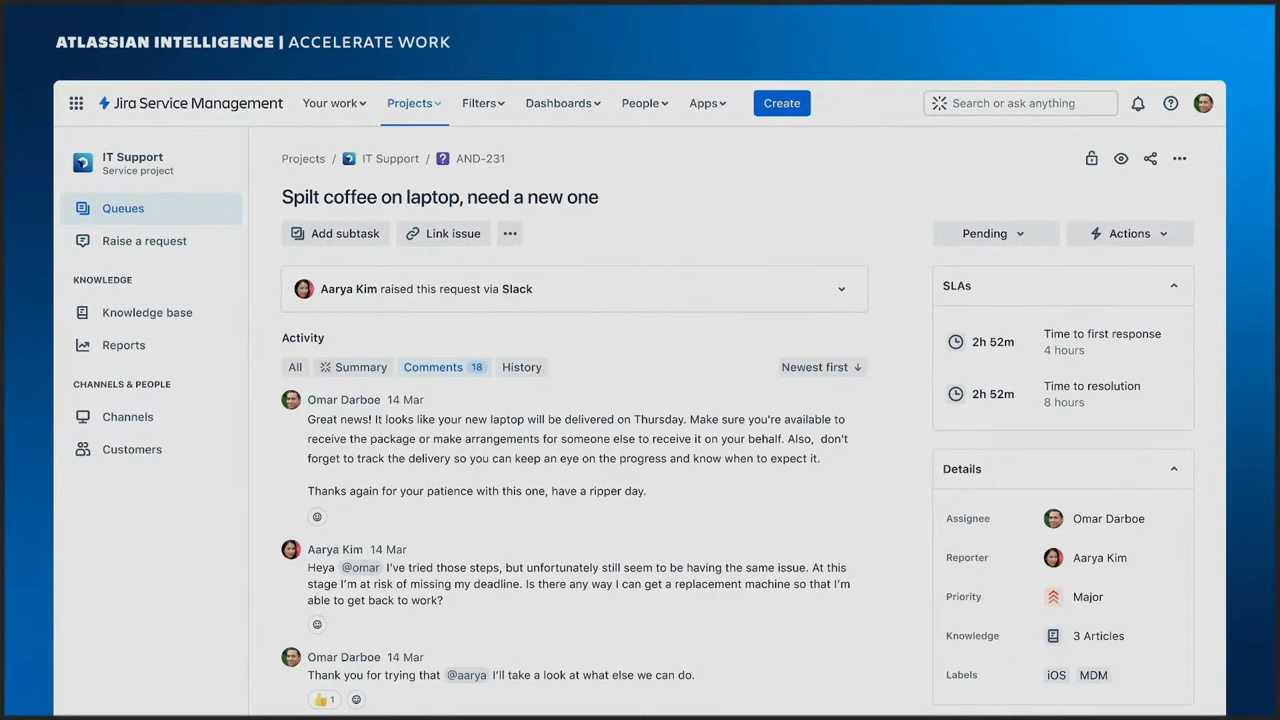 ATLASSIAN INTELLIGENCE | ACCELERATE WORK
Jira Service Management
Your work
Projects
Filters
Dashboards
People
Apps
Create
Search or ask anything
IT Support
Service project
Queues
Raise a request
KNOWLEDGE
Knowledge base
Reports
CHANNELS & PEOPLE
Channels
Customers
Projects / IT Support / AND-231
Spilt coffee on laptop, need a new one
Add subtask
Link issue
Pending
Actions
Aarya Kim raised this request via Slack
Activity
All
Summary
Comments 18
History
Newest first ↓
Omar Darboe 14 Mar
Great news! It looks like your new laptop will be delivered on Thursday. Make sure you're available to
receive the package or make arrangements for someone else to receive it on your behalf. Also, don't
forget to track the delivery so you can keep an eye on the progress and know when to expect it.
Thanks again for your patience with this one, have a ripper day.
Aarya Kim 14 Mar
Heya @omar I've tried those steps, but unfortunately still seem to be having the same issue. At this
stage I'm at risk of missing my deadline. Is there any way I can get a replacement machine so that I'm
able to get back to work?
Omar Darboe 14 Mar
Thank you for trying that @aarya I'll take a look at what else we can do.
👍 1
SLAs
2h 52m
Time to first response
4 hours
2h 52m
Time to resolution
8 hours
Details
Assignee Omar Darboe
Reporter Aarya Kim
Priority Major
Knowledge 3 Articles
Labels iOS MDM